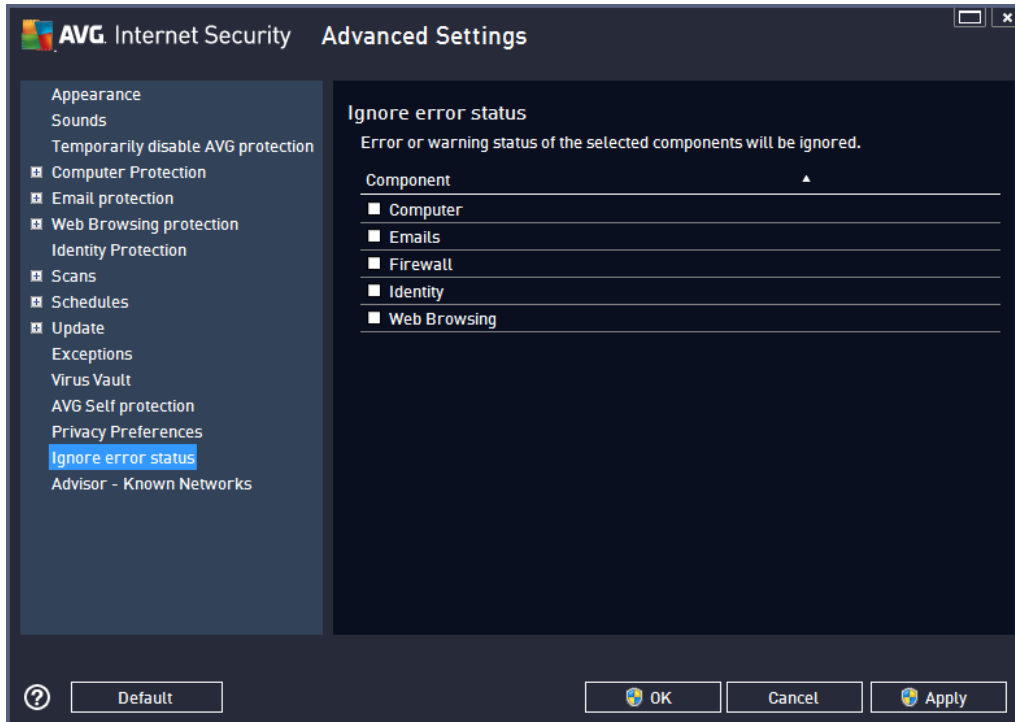 AVG. Internet Security Advanced Settings
Appearance
Sounds
Temporarily disable AVG protection
Computer Protection
Email protection
Web Browsing protection
Identity Protection
Scans
Schedules
Update
Exceptions
Virus Vault
AVG Self protection
Privacy Preferences
Ignore error status
Advisor - Known Networks
Ignore error status
Error or warning status of the selected components will be ignored.
Component
Computer
Emails
Firewall
Identity
Web Browsing
Default
OK
Cancel
Apply